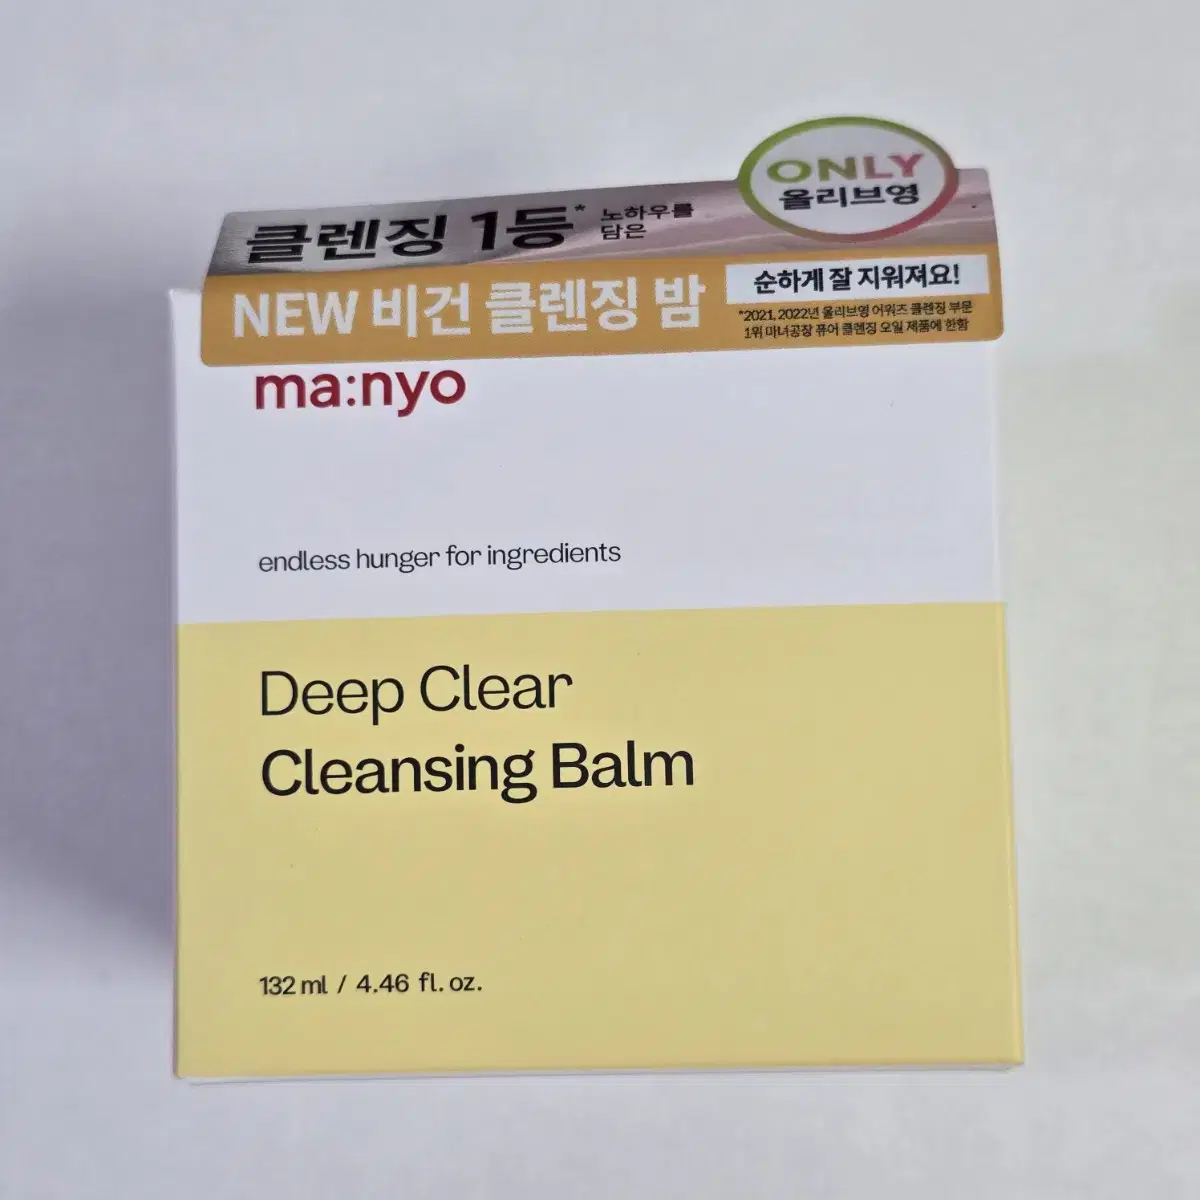 ONLY
올리브영
클렌징 1등* 노하우를
담은
NEW 비건 클렌징 밤
순하게 잘 지워져요!
*2021, 2022년 올리브영 어워즈 클렌징 부문
1위 마녀공장 퓨어 클렌징 오일 제품에 한함
ma:nyo
endless hunger for ingredients
Deep Clear
Cleansing Balm
132 ml / 4.46 fl. oz.